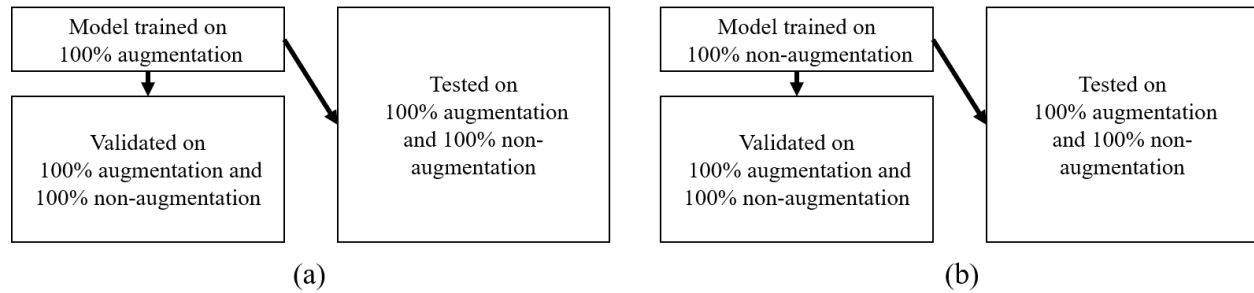 Model trained on
100% augmentation
Validated on
100% augmentation and
100% non-augmentation
Tested on
100% augmentation
and 100% non-
augmentation
(a)
Model trained on
100% non-augmentation
Validated on
100% augmentation and
100% non-augmentation
Tested on
100% augmentation
and 100% non-
augmentation
(b)